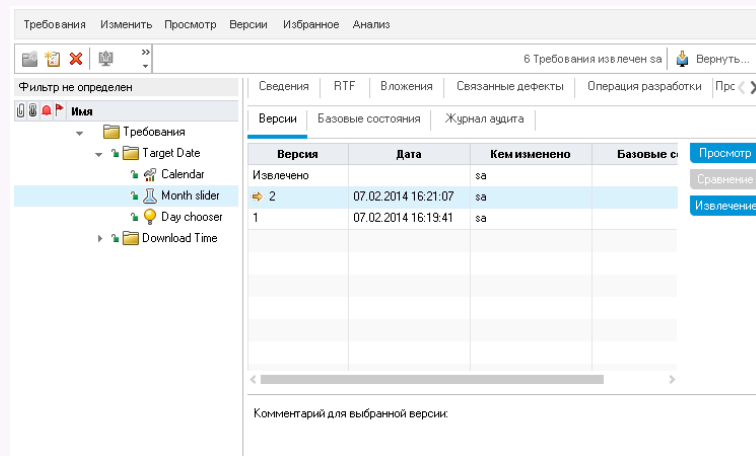 Требования Изменить Просмотр Версии Избранное Анализ
6 Требования извлечен sa Вернуть...
Фильтр не определен
Сведения RTF Вложения Связанные дефекты Операция разработки Прс
Имя
Версии Базовые состояния Журнал аудита
Требования
Target Date
Calendar
Month slider
Day chooser
Download Time
Версия Дата Кем изменено Базовые со
Извлечено sa
2 07.02.2014 16:21:07 sa
1 07.02.2014 16:19:41 sa
Просмотр
Сравнение
Извлечение
Комментарий для выбранной версии: